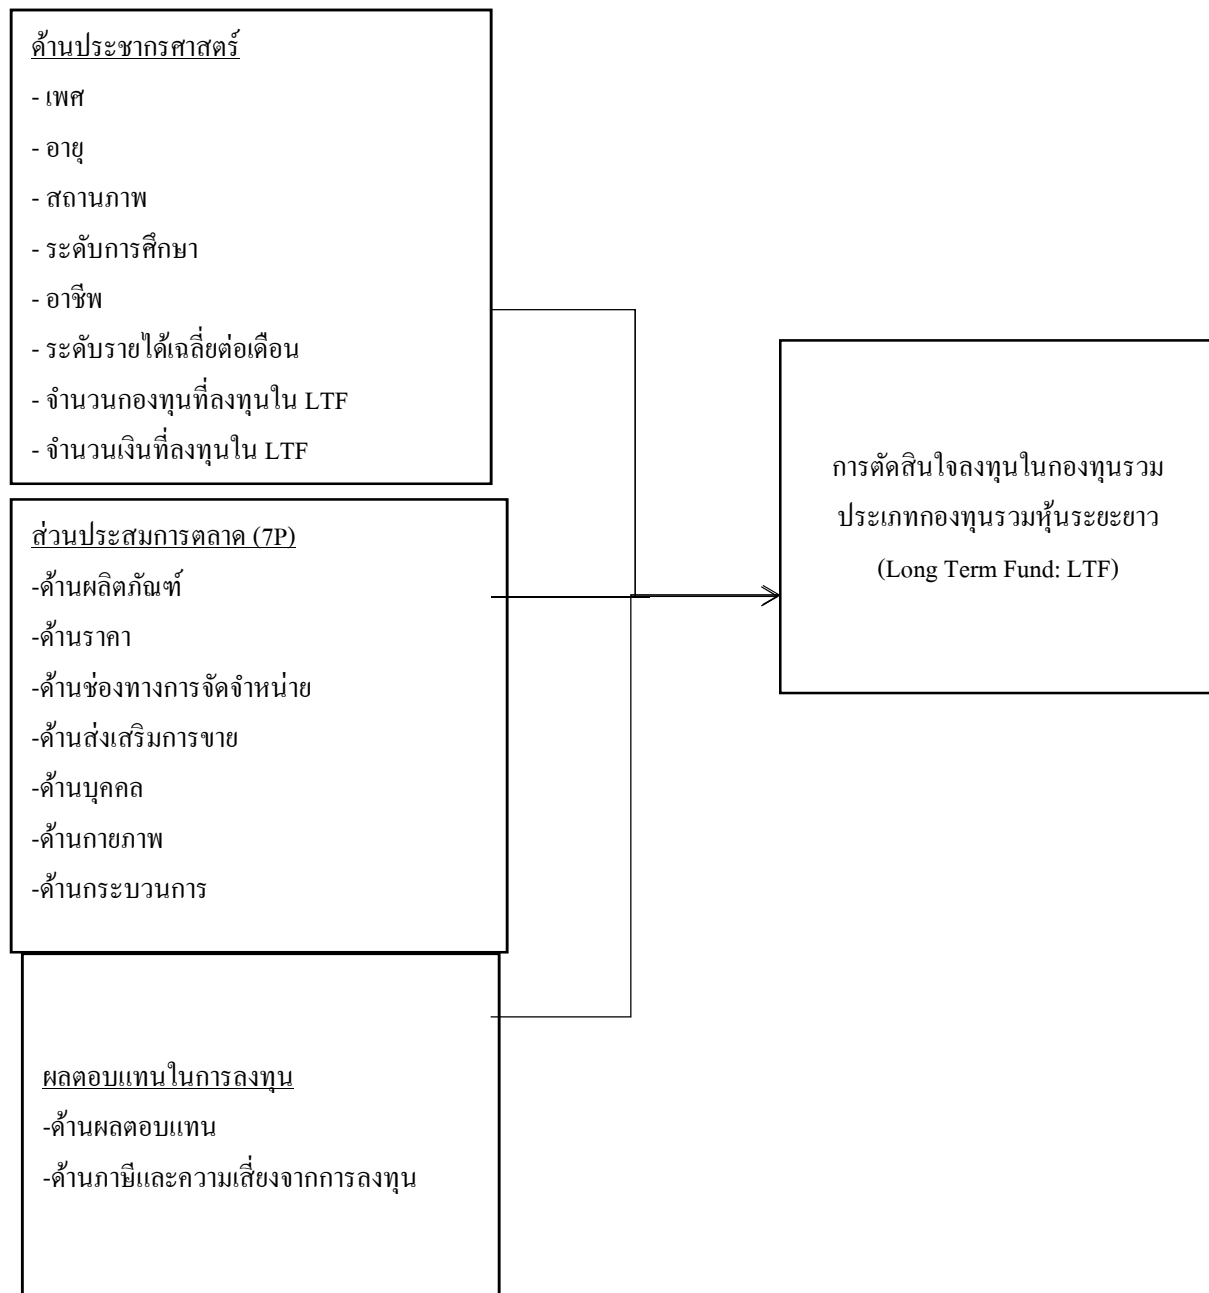 ด้านประชากรศาสตร์
- เพศ
- อายุ
- สถานภาพ
- ระดับการศึกษา
- อาชีพ
- ระดับรายได้เฉลี่ยต่อเดือน
- จำนวนกองทุนที่ลงทุนใน LTF
- จำนวนเงินที่ลงทุนใน LTF
ส่วนประสมการตลาด (7P)
-ด้านผลิตภัณฑ์
-ด้านราคา
-ด้านช่องทางการจัดจำหน่าย
-ด้านส่งเสริมการขาย
-ด้านบุคคล
-ด้านกายภาพ
-ด้านกระบวนการ
ผลตอบแทนในการลงทุน
-ด้านผลตอบแทน
-ด้านภาษีและความเสี่ยงจากการลงทุน
การตัดสินใจลงทุนในกองทุนรวม
ประเภทกองทุนรวมหุ้นระยะยาว
(Long Term Fund: LTF)